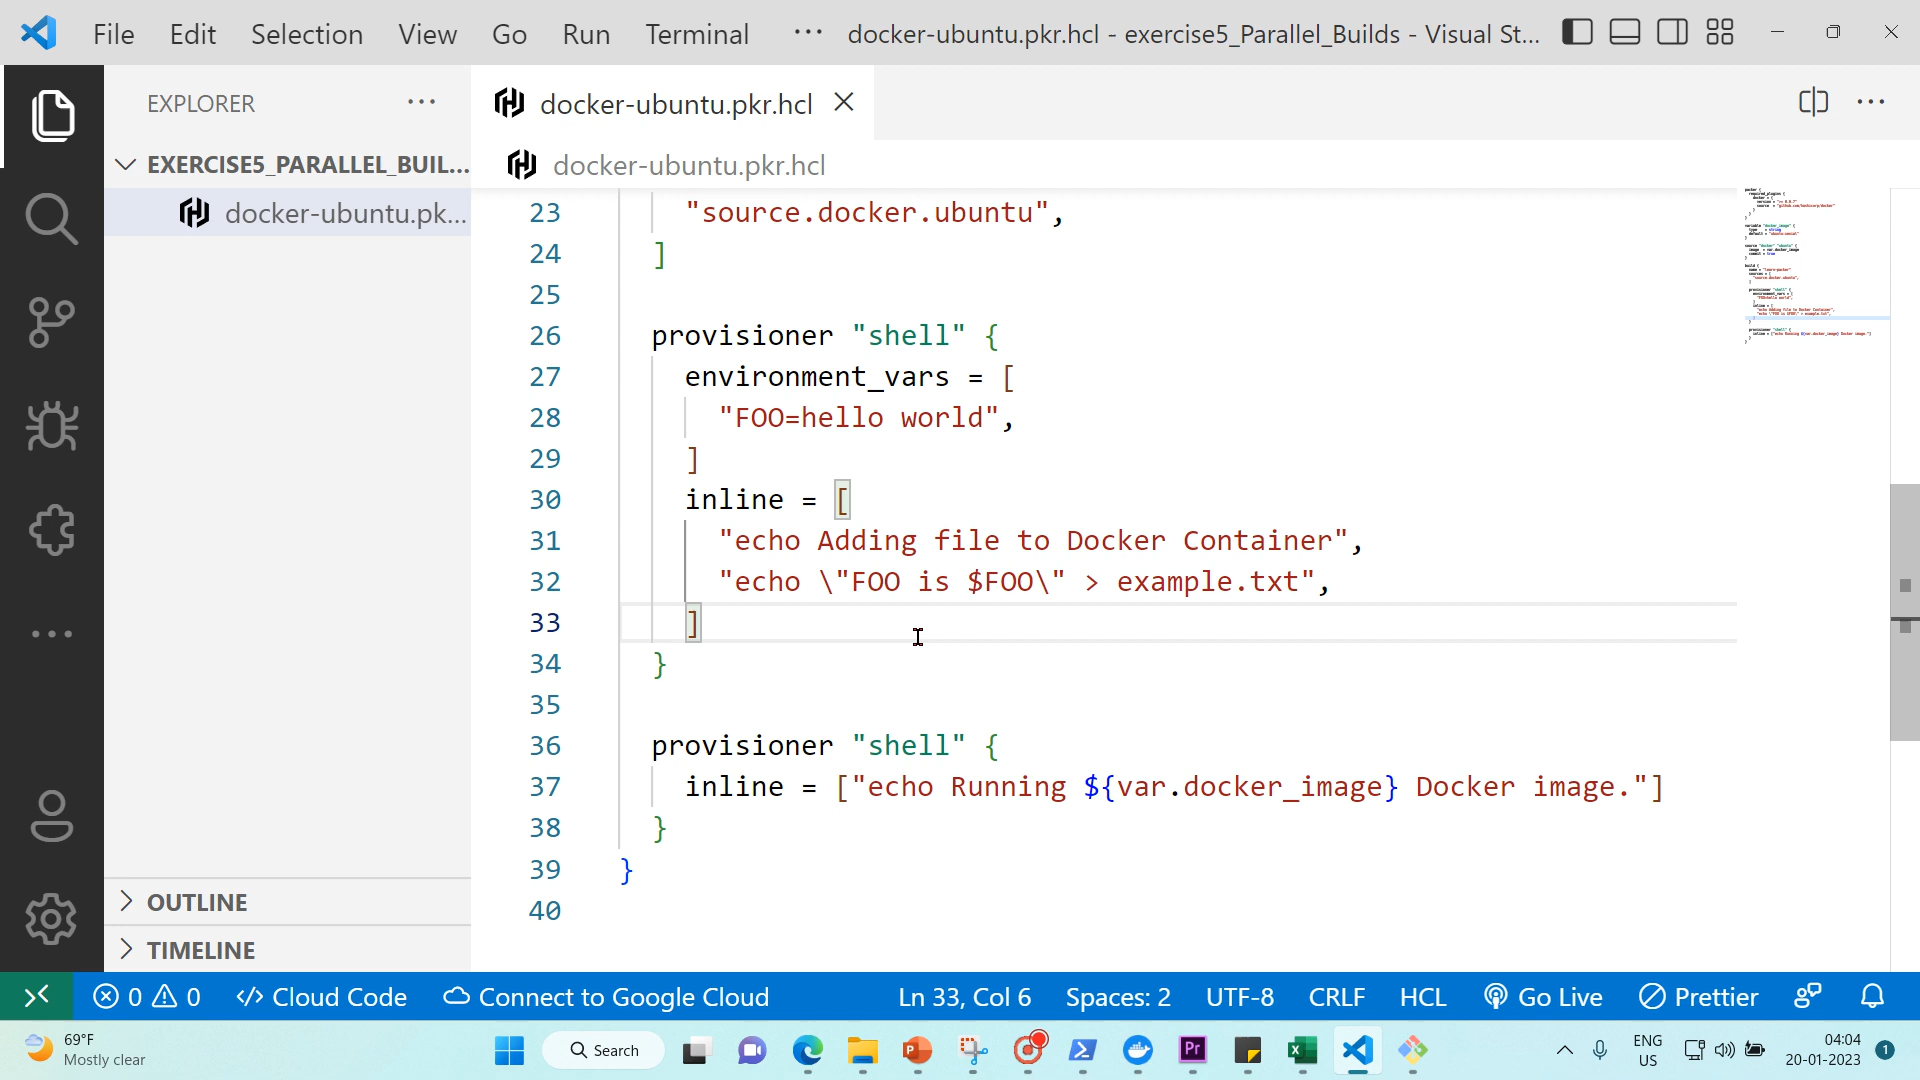 File Edit Selection View Go Run Terminal ··· docker-ubuntu.pkr.hcl - exercise5_Parallel_Builds - Visual St...
EXPLORER ···
docker-ubuntu.pkr.hcl
EXERCISE5_PARALLEL_BUIL...
docker-ubuntu.pkr.hcl
docker-ubuntu.pk...
23 "source.docker.ubuntu",
24 ]
25
26 provisioner "shell" {
27 environment_vars = [
28 "FOO=hello world",
29 ]
30 inline = [
31 "echo Adding file to Docker Container",
32 "echo \"FOO is $FOO\" > example.txt",
33 ]
34 }
35
36 provisioner "shell" {
37 inline = ["echo Running ${var.docker_image} Docker image."]
38 }
39 }
40
OUTLINE
TIMELINE
0 0 Cloud Code Connect to Google Cloud Ln 33, Col 6 Spaces: 2 UTF-8 CRLF HCL Go Live Prettier
69°F
Mostly clear
Search
Pr
ENG
US
04:04
20-01-2023
1